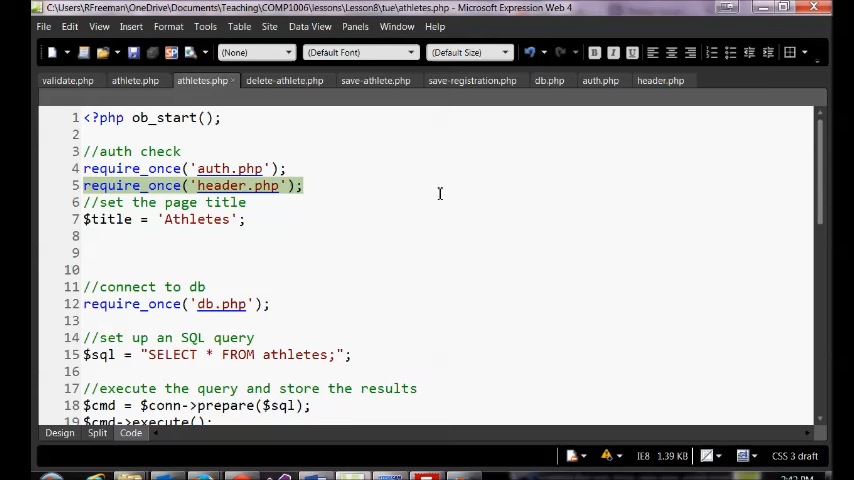 C:\Users\RFreeman\OneDrive\Documents\Teaching\COMP1006\lessons\Lesson8\tue\athletes.php - Microsoft Expression Web 4
File Edit View Insert Format Tools Table Site Data View Panels Window Help
(None) (Default Font) (Default Size) B I U
validate.php athlete.php athletes.php delete-athlete.php save-athlete.php save-registration.php db.php auth.php header.php
1 <?php ob_start();
2
3 //auth check
4 require_once('auth.php');
5 require_once('header.php');
6 //set the page title
7 $title = 'Athletes';
8
9
10
11 //connect to db
12 require_once('db.php');
13
14 //set up an SQL query
15 $sql = "SELECT * FROM athletes;";
16
17 //execute the query and store the results
18 $cmd = $conn->prepare($sql);
19 $cmd->execute();
Design Split Code
IE8 1.39 KB CSS 3 draft